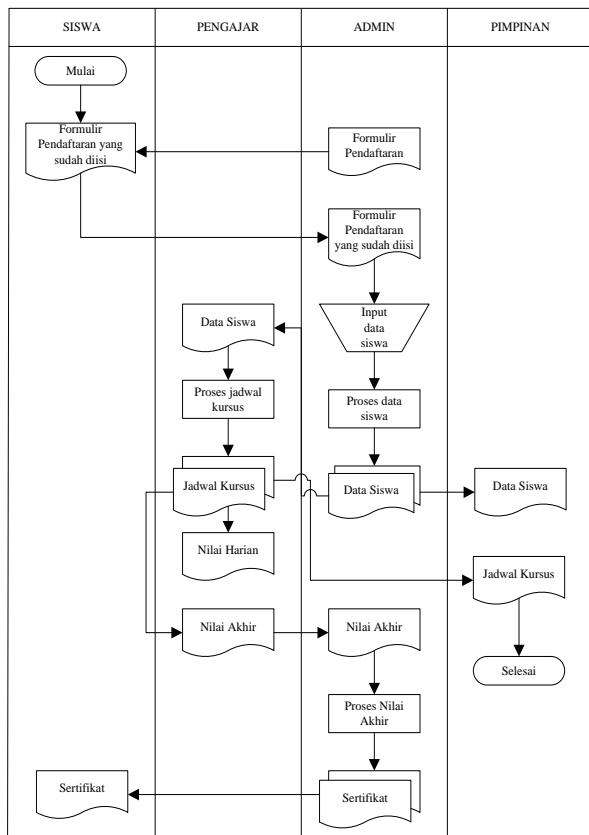 SISWA
PENGAJAR
ADMIN
PIMPINAN
Mulai
Formulir
Pendaftaran yang
sudah diisi
Formulir
Pendaftaran
Formulir
Pendaftaran
yang sudah diisi
Input
data
siswa
Data Siswa
Proses jadwal
kursus
Proses data
siswa
Jadwal Kursus
Data Siswa
Data Siswa
Nilai Harian
Jadwal Kursus
Nilai Akhir
Nilai Akhir
Selesai
Proses Nilai
Akhir
Sertifikat
Sertifikat